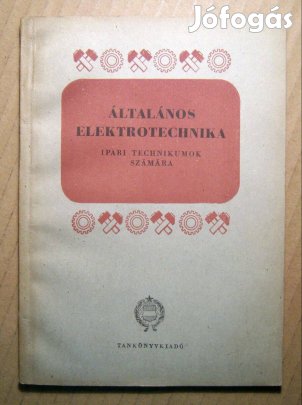 Jófogás
ÁLTALÁNOS
ELEKTROTECHNIKA
IPARI TECHNIKUMOK
SZÁMÁRA
TANKÖNYVKIADÓ